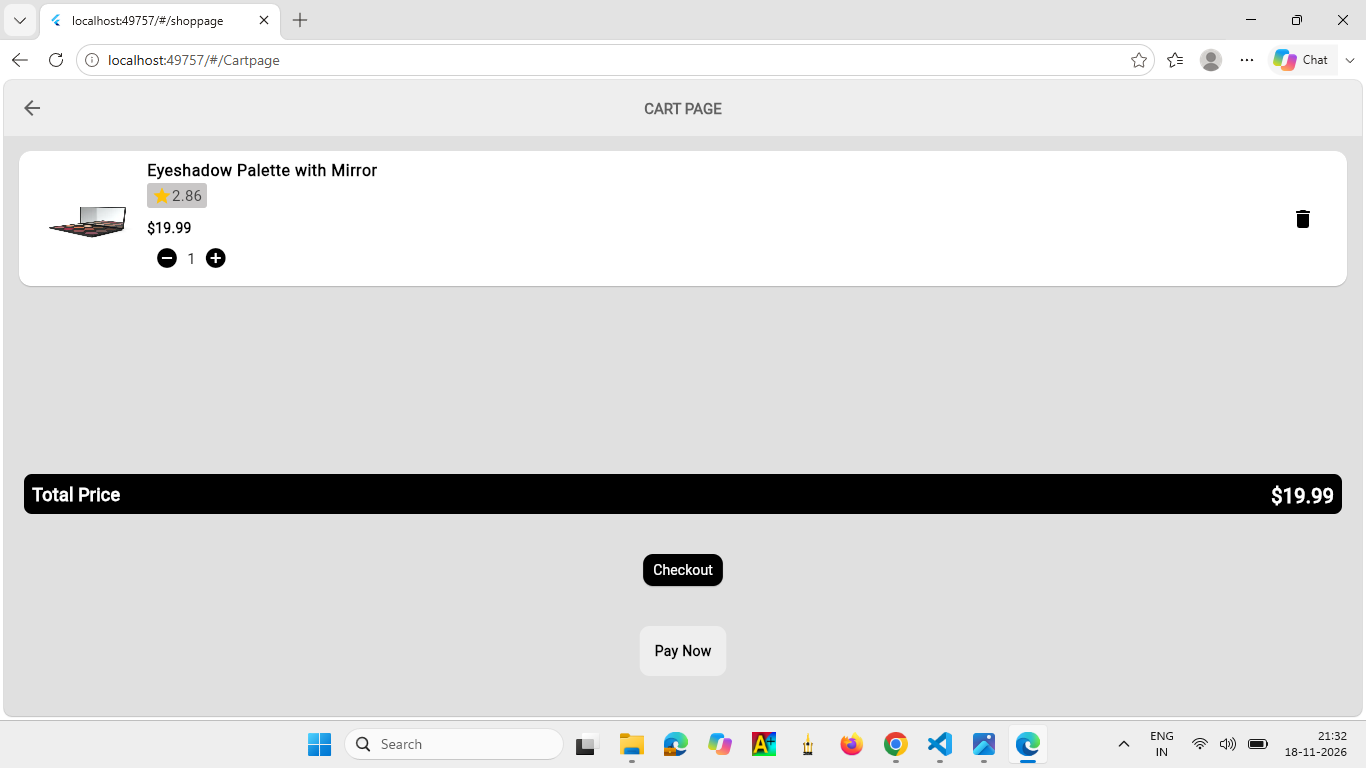 localhost:49757/#/shoppage
localhost:49757/#/Cartpage
Chat
CART PAGE
Eyeshadow Palette with Mirror
2.86
$19.99
1
Total Price $19.99
Checkout
Pay Now
Search
ENG
IN
21:32
18-11-2026